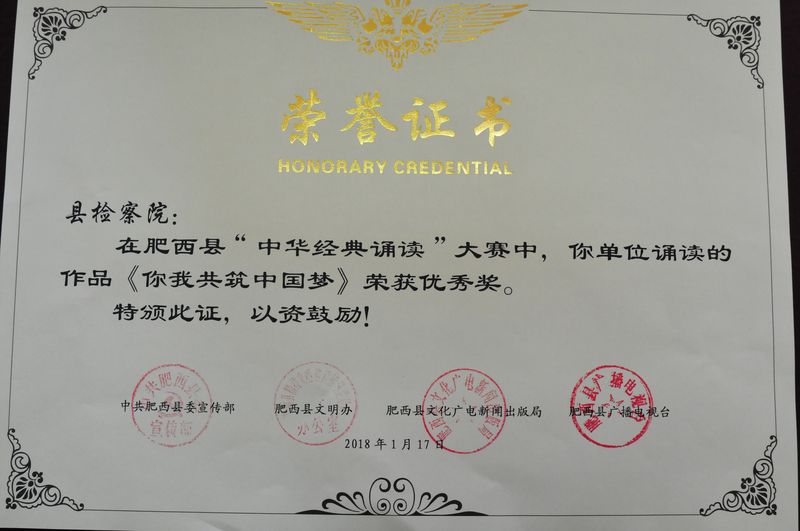 荣誉证书
HONORARY CREDENTIAL
县检察院：
在肥西县“中华经典诵读”大赛中，你单位诵读的
作品《你我共筑中国梦》荣获优秀奖。
特颁此证，以资鼓励！
中共肥西县委宣传部 肥西县文明办 肥西县文化广电新闻出版局 肥西县广播电视台
2018年1月17日